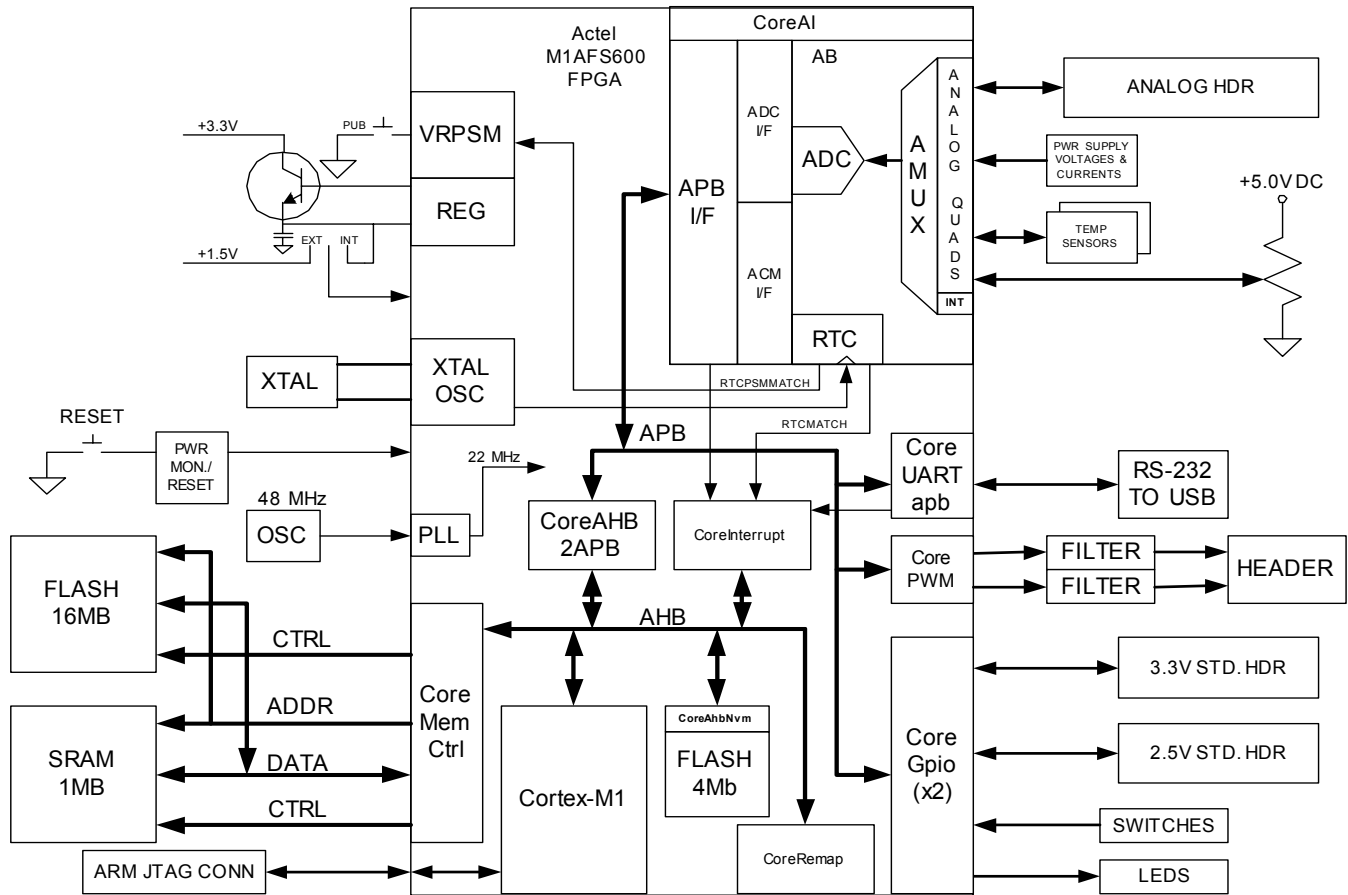 CoreAI
Actel
M1AFS600
FPGA
AB
ADC
I/F
ADC
AMUX
ANALOG QUADS
INT
APB
I/F
ACM
I/F
RTC
ANALOG HDR
PWR SUPPLY
VOLTAGES &
CURRENTS
TEMP
SENSORS
+5.0V DC
+3.3V
PUB
VRPSM
REG
EXT
INT
+1.5V
XTAL
XTAL
OSC
RTCPSMMATCH
RTCMATCH
RESET
PWR
MON./
RESET
APB
22 MHz
48 MHz
OSC
PLL
CoreAHB
2APB
CoreInterrupt
Core
UART
apb
RS-232
TO USB
Core
PWM
FILTER
FILTER
HEADER
FLASH
16MB
CTRL
ADDR
SRAM
1MB
DATA
CTRL
Core
Mem
Ctrl
AHB
Cortex-M1
CoreAhbNvm
FLASH
4Mb
CoreRemap
Core
Gpio
(x2)
3.3V STD. HDR
2.5V STD. HDR
SWITCHES
LEDS
ARM JTAG CONN